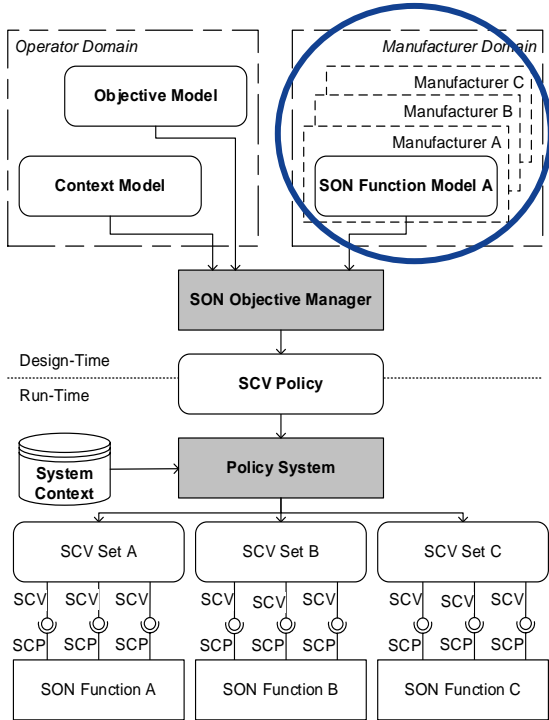 Operator Domain
Manufacturer Domain
Objective Model
Manufacturer C
Manufacturer B
Manufacturer A
Context Model
SON Function Model A
SON Objective Manager
Design-Time
SCV Policy
Run-Time
System
Context
Policy System
SCV Set A
SCV Set B
SCV Set C
SCV SCV SCV SCV SCV SCV SCV SCV SCV
SCP SCP SCP SCP SCP SCP SCP SCP SCP
SON Function A
SON Function B
SON Function C